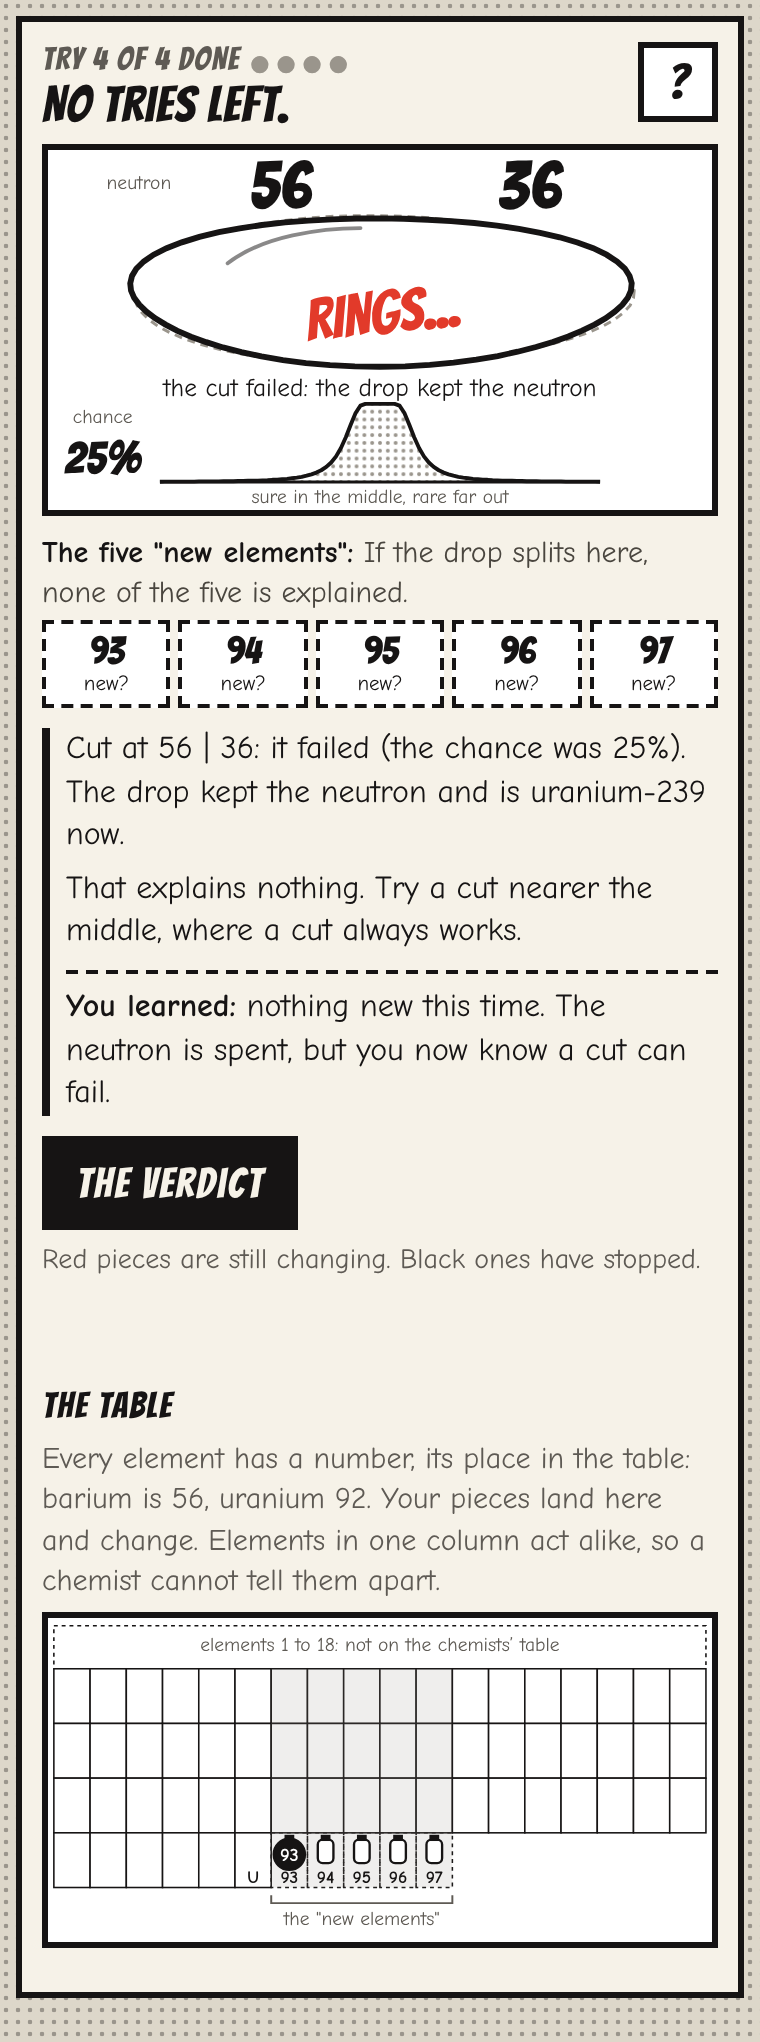 TRY 4 OF 4 DONE
NO TRIES LEFT.
?
neutron
56
36
RINGS...
the cut failed: the drop kept the neutron
chance
25%
sure in the middle, rare far out
The five "new elements": If the drop splits here,
none of the five is explained.
93 94 95 96 97
new? new? new? new? new?
Cut at 56 | 36: it failed (the chance was 25%).
The drop kept the neutron and is uranium-239
now.
That explains nothing. Try a cut nearer the
middle, where a cut always works.
You learned: nothing new this time. The
neutron is spent, but you now know a cut can
fail.
THE VERDICT
Red pieces are still changing. Black ones have stopped.
THE TABLE
Every element has a number, its place in the table:
barium is 56, uranium 92. Your pieces land here
and change. Elements in one column act alike, so a
chemist cannot tell them apart.
elements 1 to 18: not on the chemists' table
93
U 93 94 95 96 97
the "new elements"